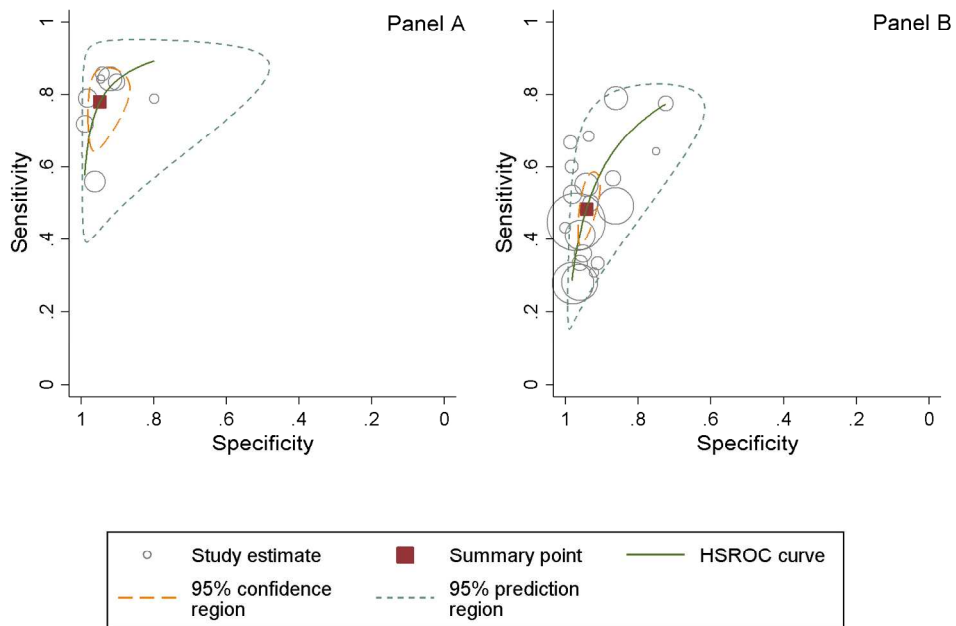 Panel A
Sensitivity
0
.2
.4
.6
.8
1
1
.8
.6
.4
.2
0
Specificity
Panel B
Sensitivity
0
.2
.4
.6
.8
1
1
.8
.6
.4
.2
0
Specificity
Study estimate
Summary point
HSROC curve
95% confidence
region
95% prediction
region